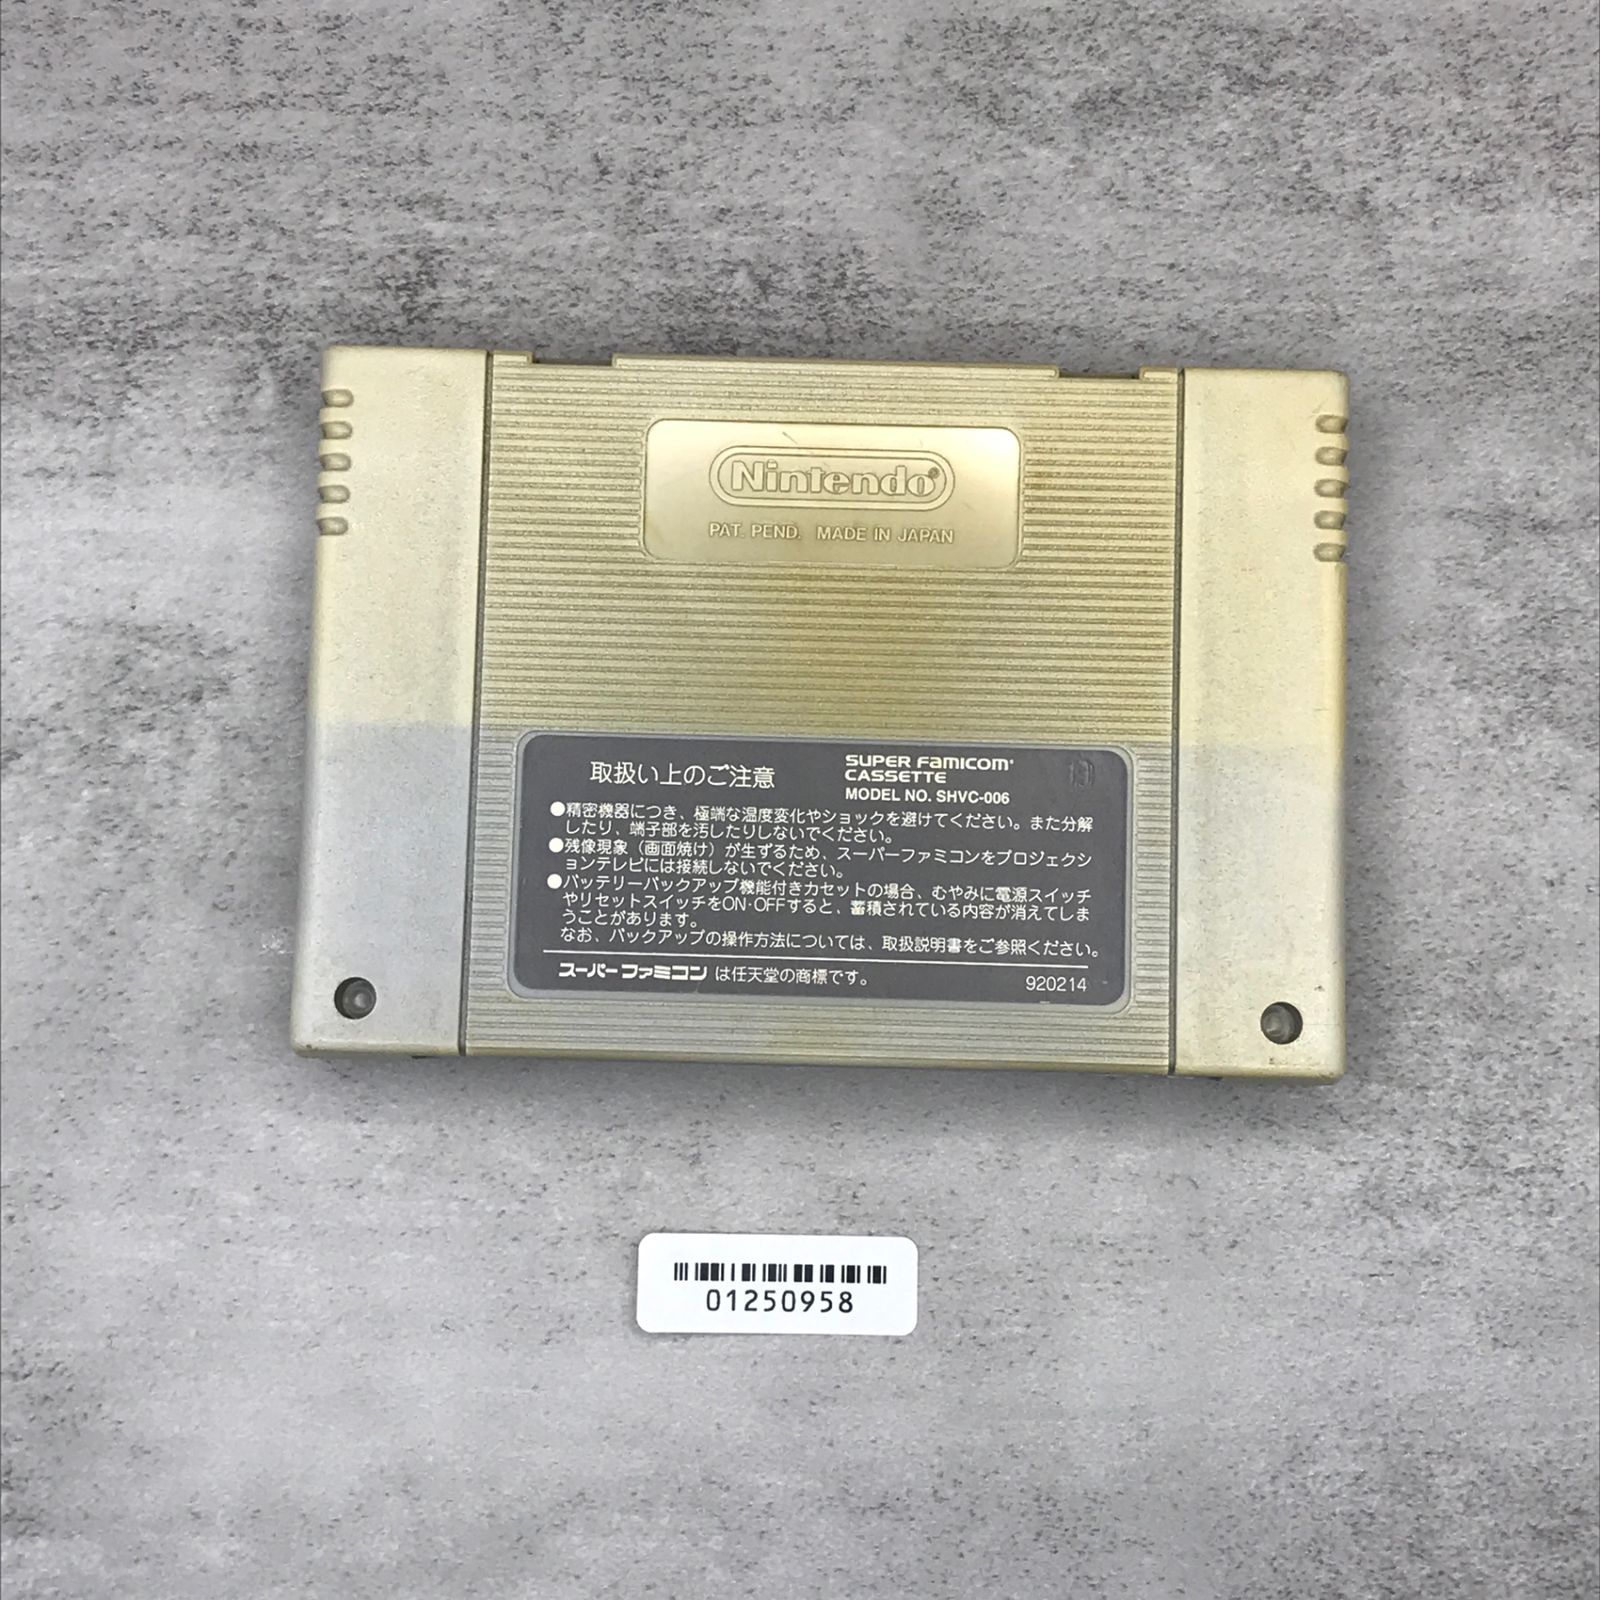 Nintendo®
PAT. PEND. MADE IN JAPAN
取扱い上のご注意
SUPER FAMICOM®
CASSETTE
MODEL NO. SHVC-006
●精密機器につき、極端な温度変化やショックを避けてください。また分解
したり、端子部を汚したりしないでください。
●残像現象（画面焼け）が生ずるため、スーパーファミコンをプロジェクシ
ョンテレビには接続しないでください。
●バッテリーバックアップ機能付きカセットの場合、むやみに電源スイッチ
やリセットスイッチをON・OFFすると、蓄積されている内容が消えてしま
うことがあります。
なお、バックアップの操作方法については、取扱説明書をご参照ください。
スーパーファミコン は任天堂の商標です。
920214
01250958